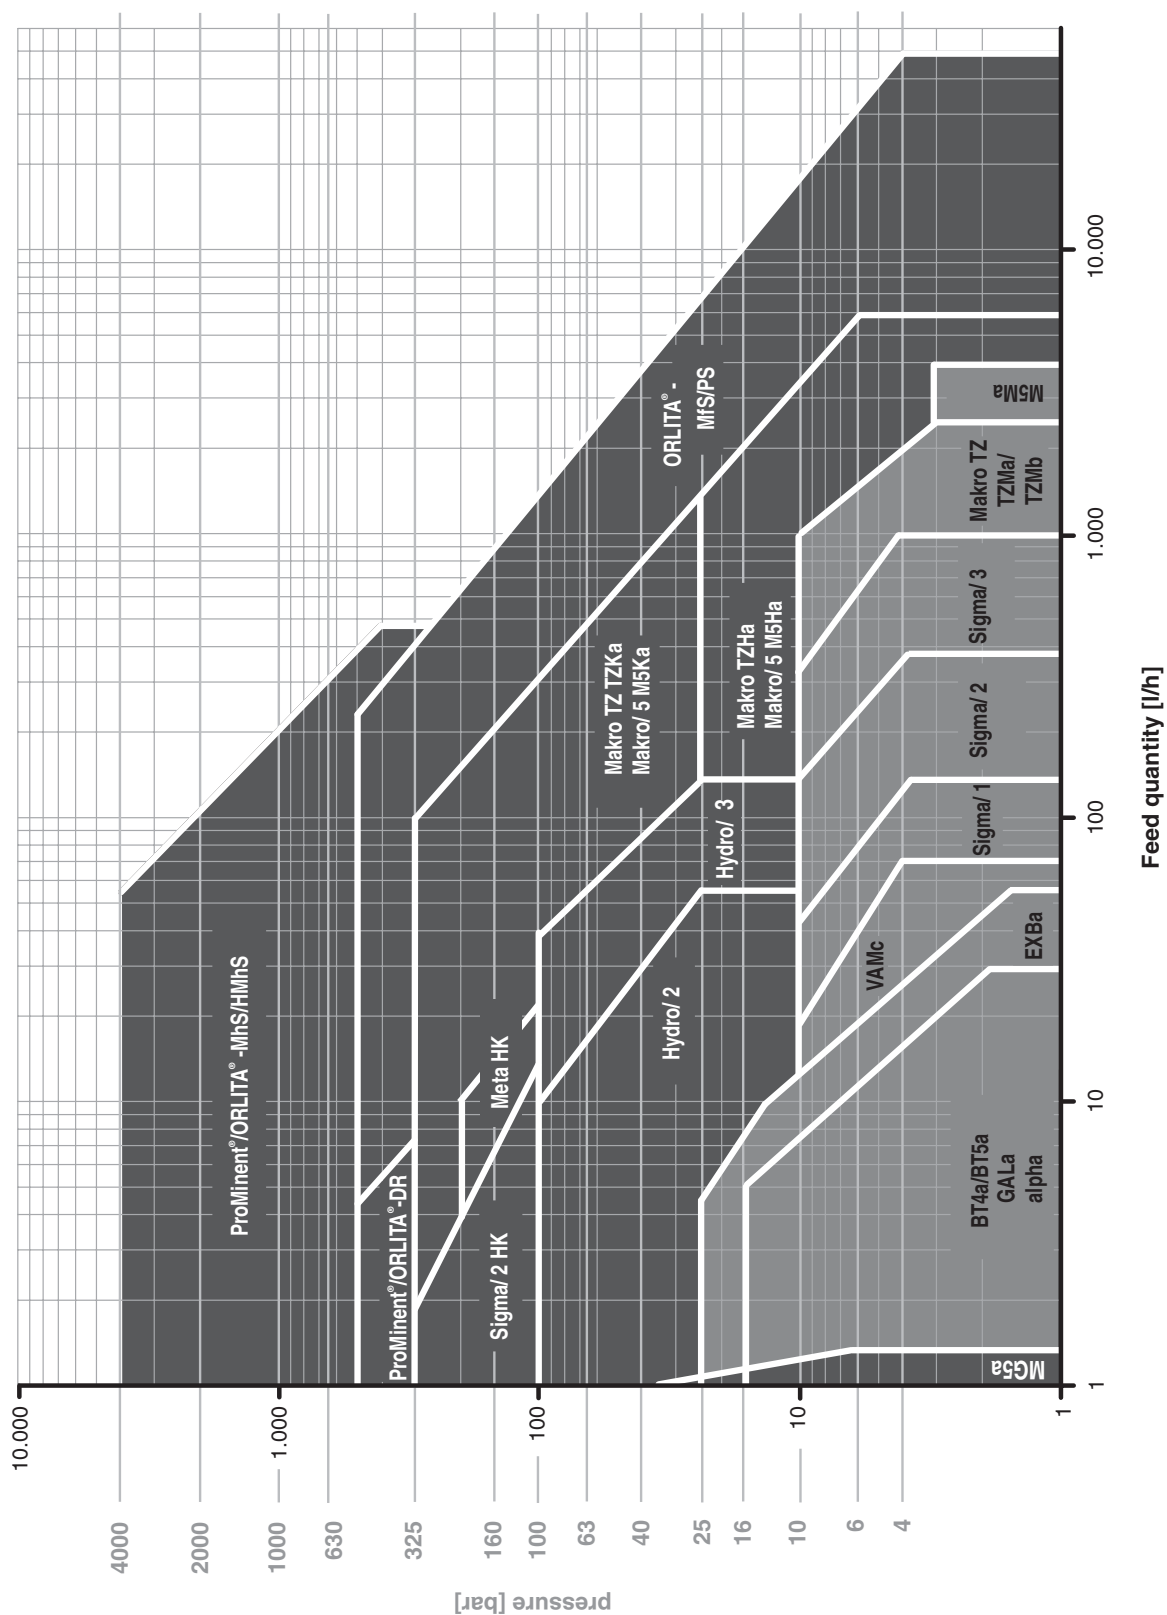 10.000
1.000
100
10
1
4000
2000
1000
630
325
160
100
63
40
25
16
10
6
4
pressure [bar]
ProMinent®/ORLITA® -MhS/HMhS
ProMinent®/ORLITA®-DR
Sigma/ 2 HK
Meta HK
Makro TZ TZKa
Makro/ 5 M5Ka
ORLITA® -
MfS/PS
Hydro/ 2
Hydro/ 3
Makro TZHa
Makro/ 5 M5Ha
VAMc
MG5a
BT4a/BT5a
GALa
alpha
EXBa
Sigma/ 1
Sigma/ 2
Sigma/ 3
Makro TZ
TZMa/
TZMb
M5Ma
1
10
100
1.000
10.000
Feed quantity [l/h]